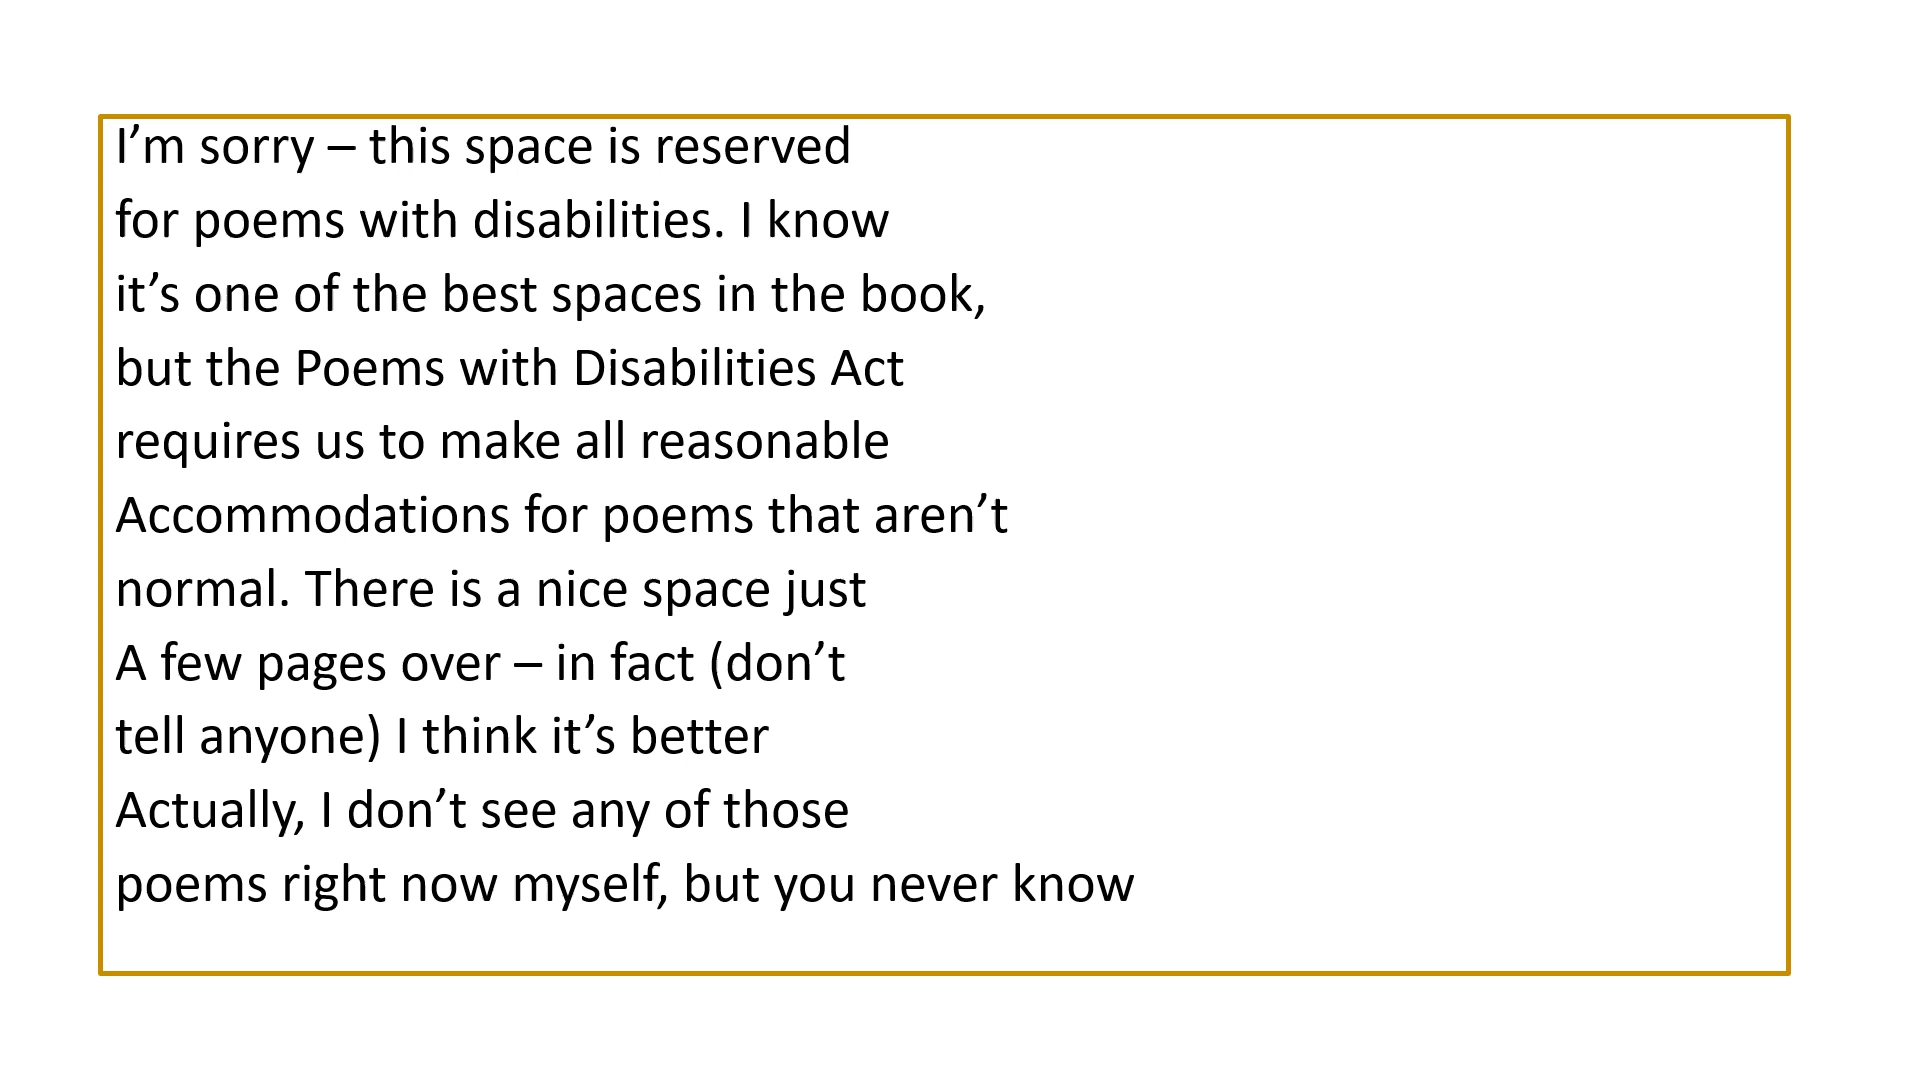 I’m sorry – this space is reserved
for poems with disabilities. I know
it’s one of the best spaces in the book,
but the Poems with Disabilities Act
requires us to make all reasonable
Accommodations for poems that aren’t
normal. There is a nice space just
A few pages over – in fact (don’t
tell anyone) I think it’s better
Actually, I don’t see any of those
poems right now myself, but you never know